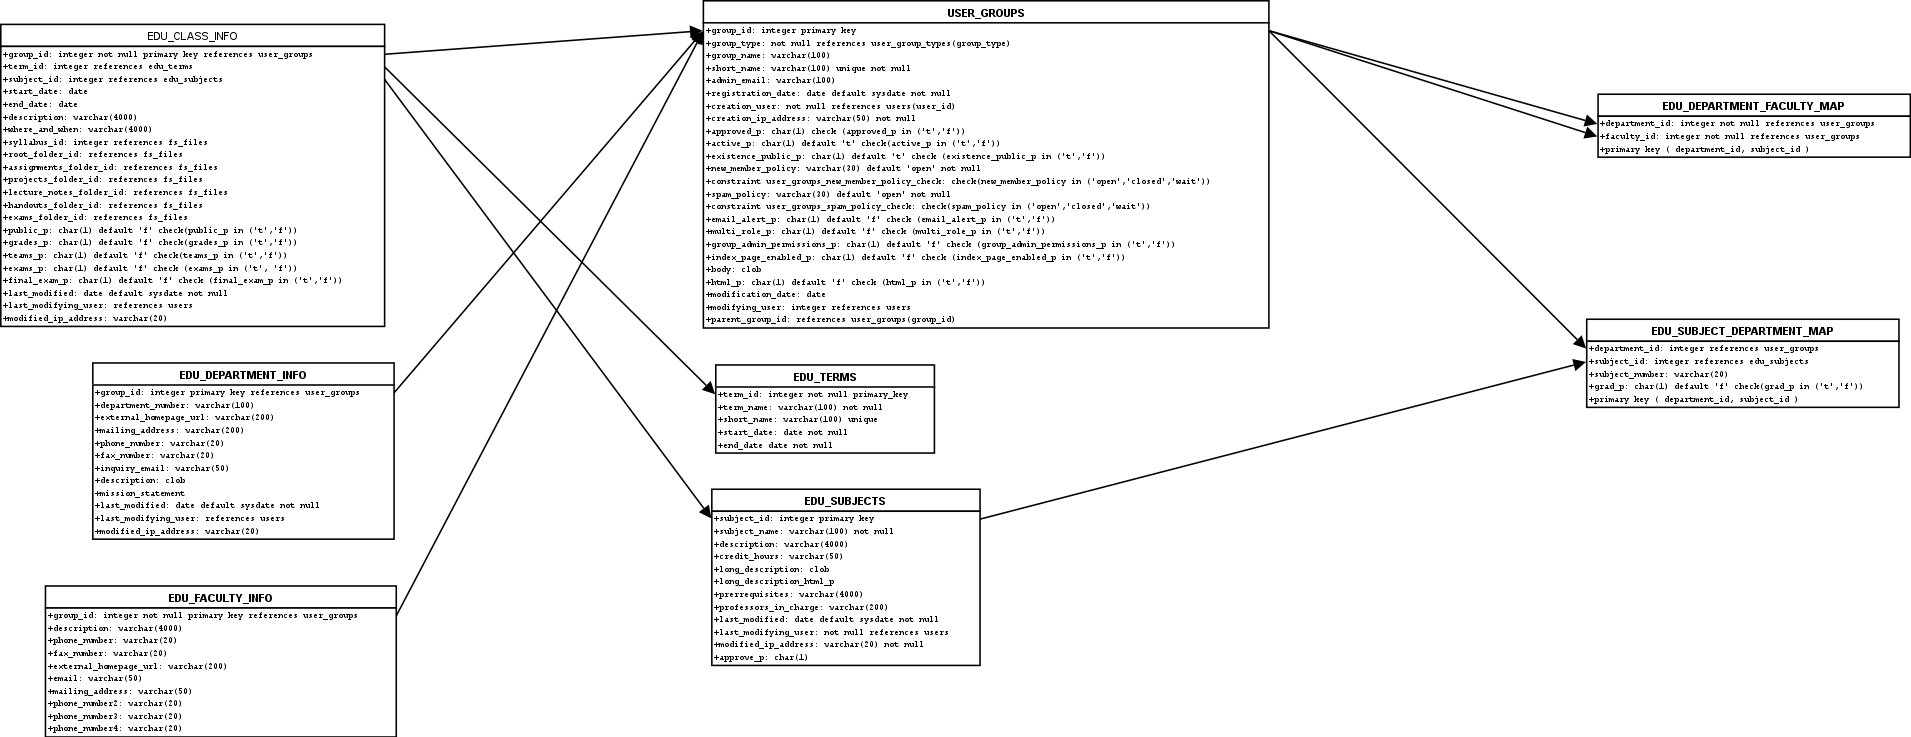 EDU_CLASS_INFO
+group_id: integer not null primary key references user_groups
+term_id: integer references edu_terms
+subject_id: integer references edu_subjects
+start_date: date
+end_date: date
+description: varchar(4000)
+where_and_when: varchar(4000)
+syllabus_id: integer references fs_files
+root_folder_id: references fs_files
+assignments_folder_id: references fs_files
+projects_folder_id: references fs_files
+lecture_notes_folder_id: references fs_files
+handouts_folder_id: references fs_files
+exams_folder_id: references fs_files
+public_p: char(1) default 'f' check(public_p in ('t','f'))
+grades_p: char(1) default 'f' check(grades_p in ('t','f'))
+teams_p: char(1) default 'f' check(teams_p in ('t','f'))
+exams_p: char(1) default 'f' check (exams_p in ('t', 'f'))
+final_exam_p: char(1) default 'f' check (final_exam_p in ('t','f'))
+last_modified: date default sysdate not null
+last_modifying_user: references users
+modified_ip_address: varchar(20)
EDU_DEPARTMENT_INFO
+group_id: integer primary key references user_groups
+department_number: varchar(100)
+external_homepage_url: varchar(200)
+mailing_address: varchar(200)
+phone_number: varchar(20)
+fax_number: varchar(20)
+inquiry_email: varchar(50)
+description: clob
+mission_statement
+last_modified: date default sysdate not null
+last_modifying_user: references users
+modified_ip_address: varchar(20)
EDU_FACULTY_INFO
+group_id: integer not null primary key references user_groups
+description: varchar(4000)
+phone_number: varchar(20)
+fax_number: varchar(20)
+external_homepage_url: varchar(200)
+email: varchar(50)
+mailing_address: varchar(50)
+phone_number2: varchar(20)
+phone_number3: varchar(20)
+phone_number4: varchar(20)
USER_GROUPS
+group_id: integer primary key
+group_type: not null references user_group_types(group_type)
+group_name: varchar(100)
+short_name: varchar(100) unique not null
+admin_email: varchar(100)
+registration_date: date default sysdate not null
+creation_user: not null references users(user_id)
+creation_ip_address: varchar(50) not null
+approved_p: char(1) check (approved_p in ('t','f'))
+active_p: char(1) default 't' check(active_p in ('t','f'))
+existence_public_p: char(1) default 't' check (existence_public_p in ('t','f'))
+new_member_policy: varchar(30) default 'open' not null
+constraint user_groups_new_member_policy_check: check(new_member_policy in ('open','closed','wait'))
+spam_policy: varchar(30) default 'open' not null
+constraint user_groups_spam_policy_check: check(spam_policy in ('open','closed','wait'))
+email_alert_p: char(1) default 'f' check (email_alert_p in ('t','f'))
+multi_role_p: char(1) default 'f' check (multi_role_p in ('t','f'))
+group_admin_permissions_p: char(1) default 'f' check (group_admin_permissions_p in ('t','f'))
+index_page_enabled_p: char(1) default 'f' check (index_page_enabled_p in ('t','f'))
+body: clob
+html_p: char(1) default 'f' check (html_p in ('t','f'))
+modification_date: date
+modifying_user: integer references users
+parent_group_id: references user_groups(group_id)
EDU_TERMS
+term_id: integer not null primary_key
+term_name: varchar(100) not null
+short_name: varchar(100) unique
+start_date: date not null
+end_date date not null
EDU_SUBJECTS
+subject_id: integer primary key
+subject_name: varchar(100) not null
+description: varchar(4000)
+credit_hours: varchar(50)
+long_description: clob
+long_description_html_p
+prerrequisites: varchar(4000)
+professors_in_charge: varchar(200)
+last_modified: date default sysdate not null
+last_modifying_user: not null references users
+modified_ip_address: varchar(20) not null
+approve_p: char(1)
EDU_DEPARTMENT_FACULTY_MAP
+department_id: integer not null references user_groups
+faculty_id: integer not null references user_groups
+primary key ( department_id, subject_id )
EDU_SUBJECT_DEPARTMENT_MAP
+department_id: integer references user_groups
+subject_id: integer references edu_subjects
+subject_number: varchar(20)
+grad_p: char(1) default 'f' check(grad_p in ('t','f'))
+primary key ( department_id, subject_id )